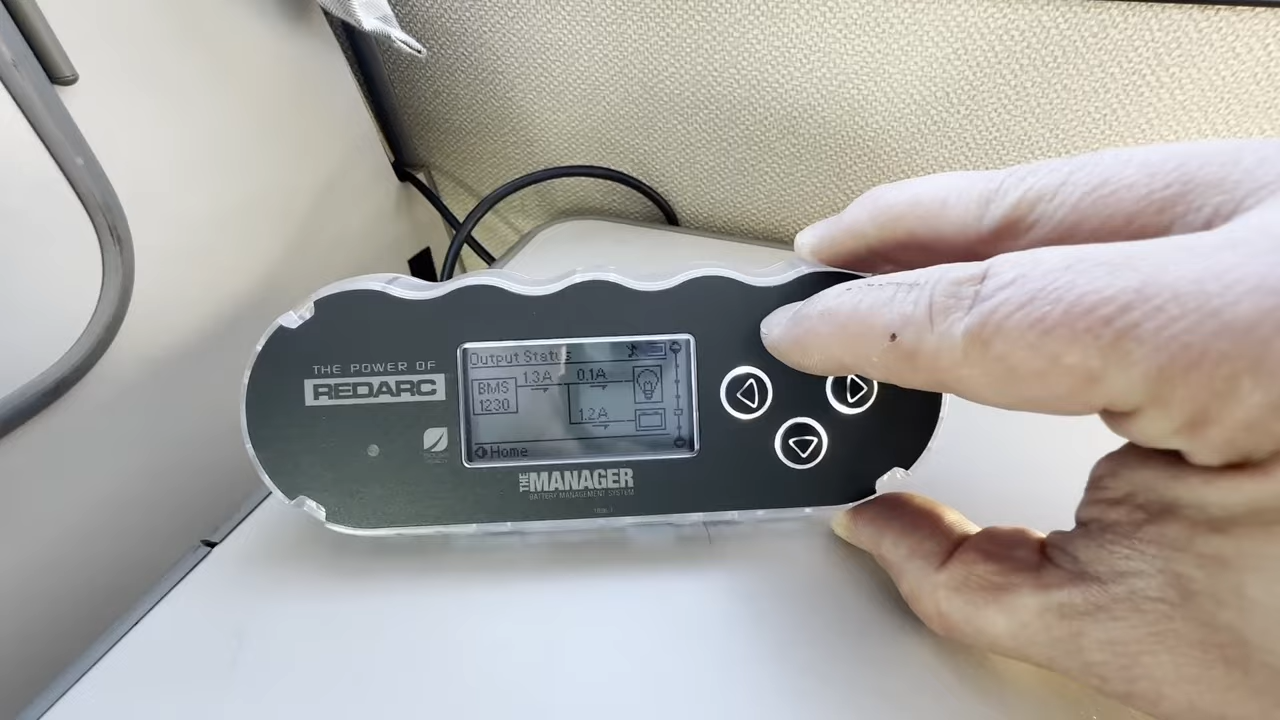 THE POWER OF
REDARC
Output Status
1.3A
0.1A
BMS
1230
1.2A
Home
THE MANAGER
BATTERY MANAGEMENT SYSTEM